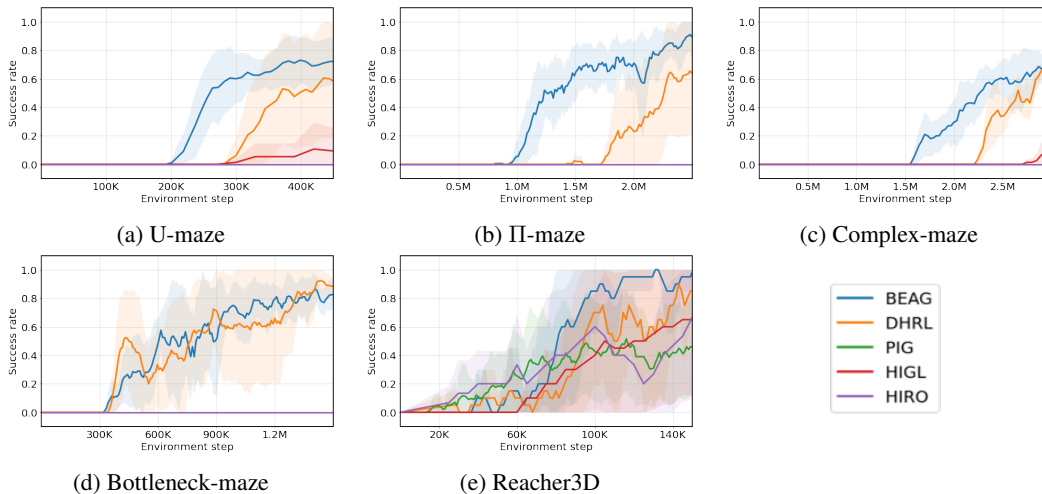 1.0
0.8
0.6
0.4
0.2
0.0
Success rate
100K 200K 300K 400K
Environment step
(a) U-maze
1.0
0.8
0.6
0.4
0.2
0.0
Success rate
0.5M 1.0M 1.5M 2.0M
Environment step
(b) Π-maze
1.0
0.8
0.6
0.4
0.2
0.0
Success rate
0.5M 1.0M 1.5M 2.0M 2.5M
Environment step
(c) Complex-maze
1.0
0.8
0.6
0.4
0.2
0.0
Success rate
300K 600K 900K 1.2M
Environment step
(d) Bottleneck-maze
1.0
0.8
0.6
0.4
0.2
0.0
Success rate
20K 60K 100K 140K
Environment step
(e) Reacher3D
BEAG
DHRL
PIG
HIGL
HIRO